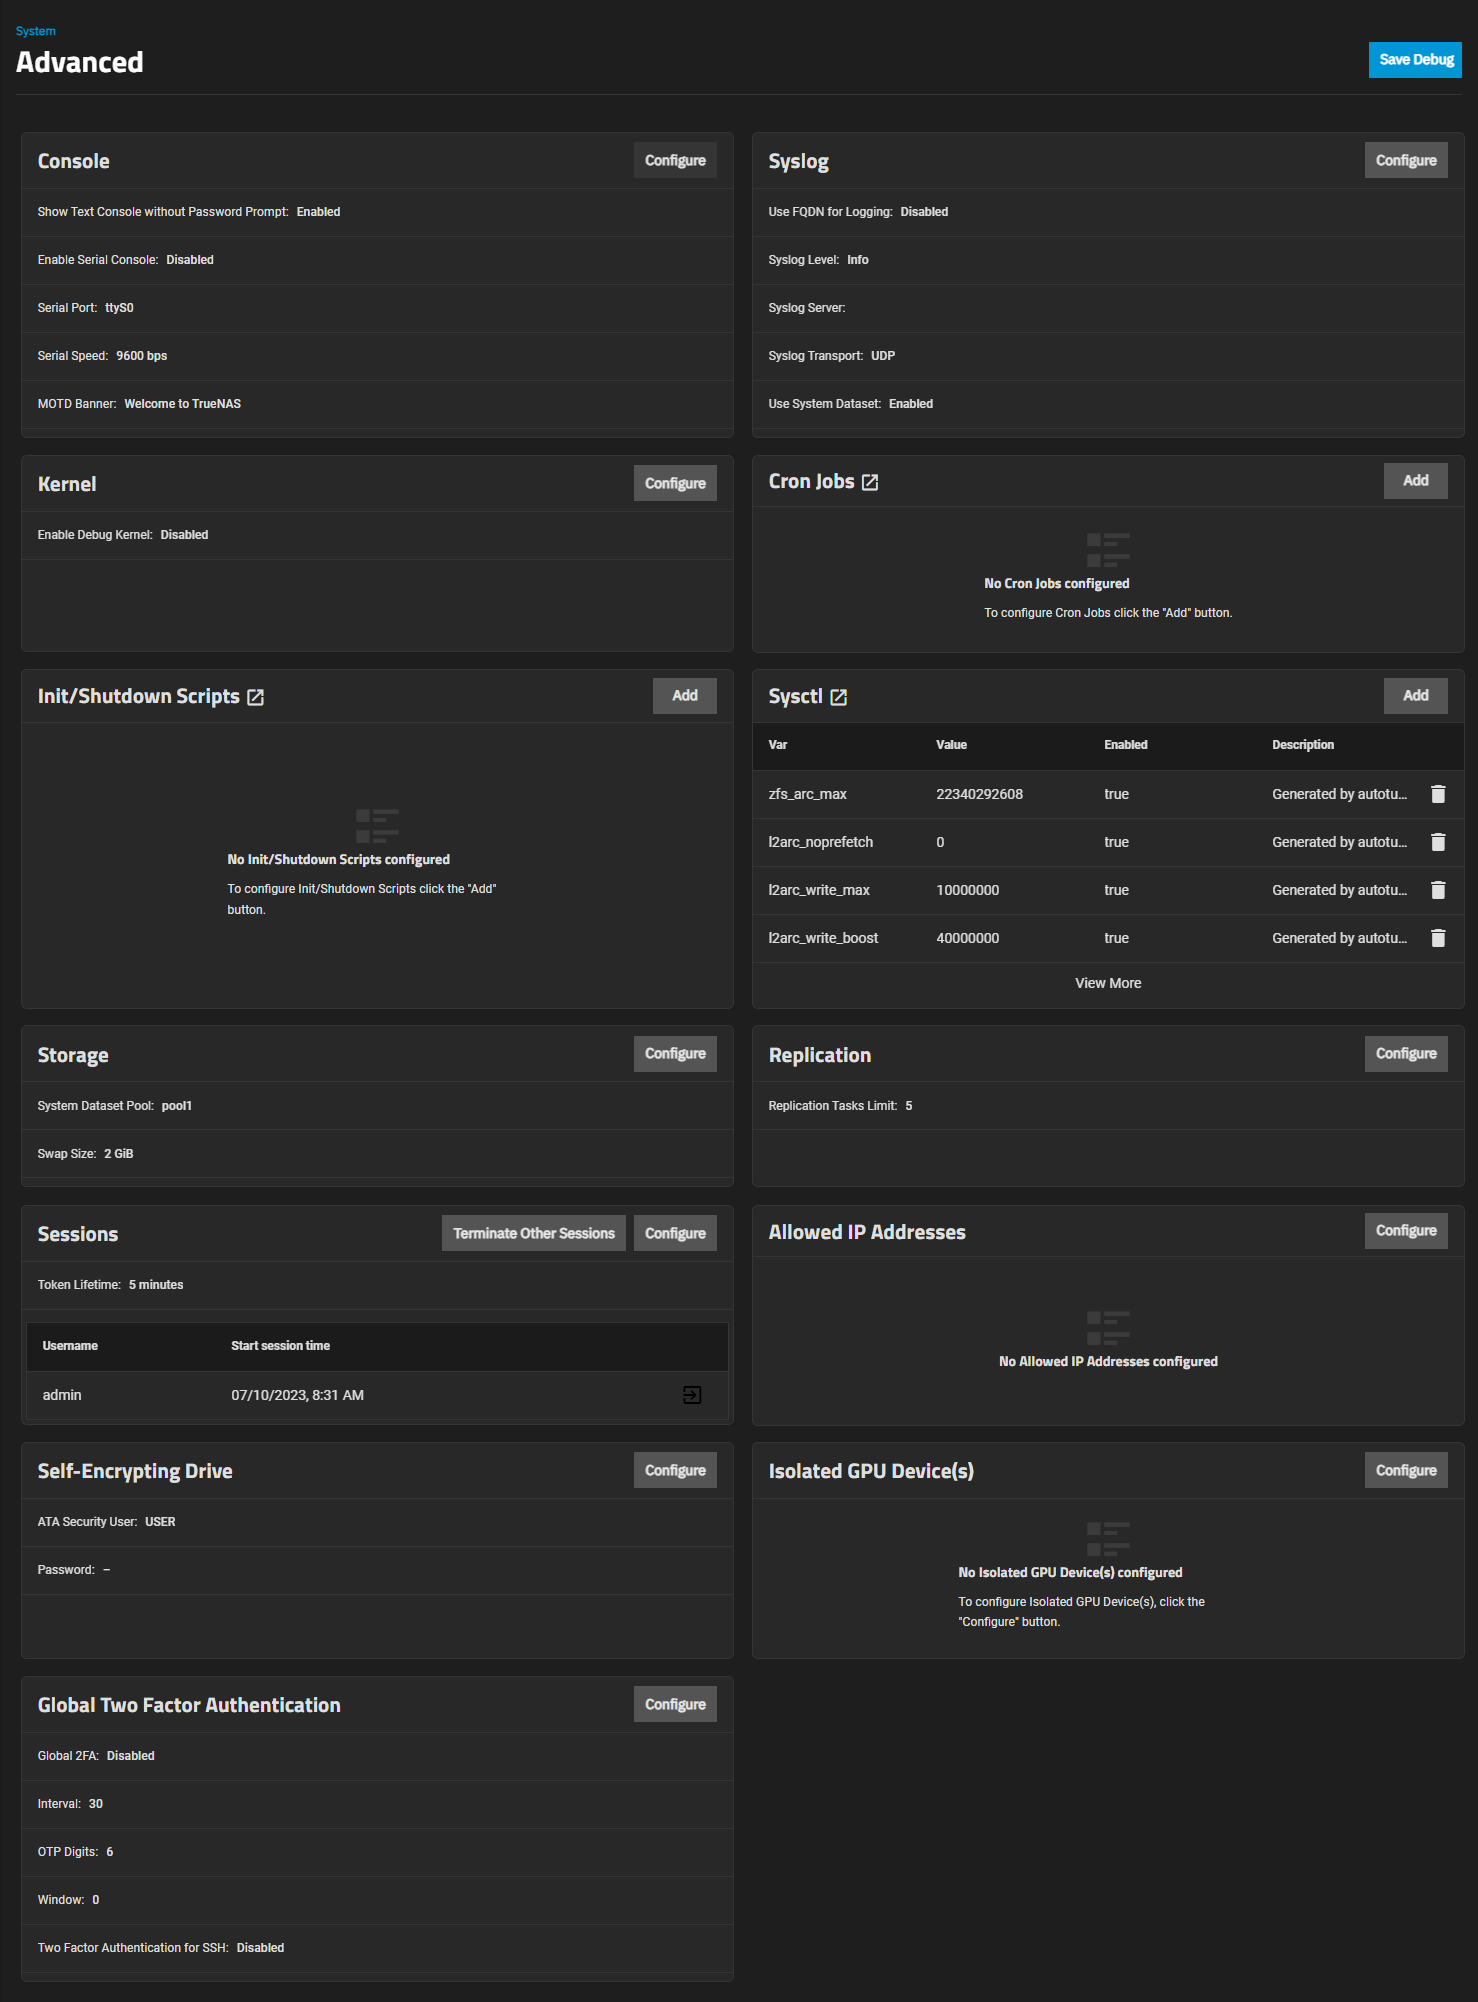 System
Advanced
Save Debug
Console
Configure
Show Text Console without Password Prompt: Enabled
Enable Serial Console: Disabled
Serial Port: ttyS0
Serial Speed: 9600 bps
MOTD Banner: Welcome to TrueNAS
Syslog
Configure
Use FQDN for Logging: Disabled
Syslog Level: Info
Syslog Server:
Syslog Transport: UDP
Use System Dataset: Enabled
Kernel
Configure
Enable Debug Kernel: Disabled
Cron Jobs
Add
No Cron Jobs configured
To configure Cron Jobs click the "Add" button.
Init/Shutdown Scripts
Add
No Init/Shutdown Scripts configured
To configure Init/Shutdown Scripts click the "Add"
button.
Sysctl
Add
Var Value Enabled Description
zfs_arc_max 22340292608 true Generated by autotu...
l2arc_noprefetch 0 true Generated by autotu...
l2arc_write_max 10000000 true Generated by autotu...
l2arc_write_boost 40000000 true Generated by autotu...
View More
Storage
Configure
System Dataset Pool: pool1
Swap Size: 2 GiB
Replication
Configure
Replication Tasks Limit: 5
Sessions
Terminate Other Sessions
Configure
Token Lifetime: 5 minutes
Username Start session time
admin 07/10/2023, 8:31 AM
Allowed IP Addresses
Configure
No Allowed IP Addresses configured
Self-Encrypting Drive
Configure
ATA Security User: USER
Password: –
Isolated GPU Device(s)
Configure
No Isolated GPU Device(s) configured
To configure Isolated GPU Device(s), click the
"Configure" button.
Global Two Factor Authentication
Configure
Global 2FA: Disabled
Interval: 30
OTP Digits: 6
Window: 0
Two Factor Authentication for SSH: Disabled